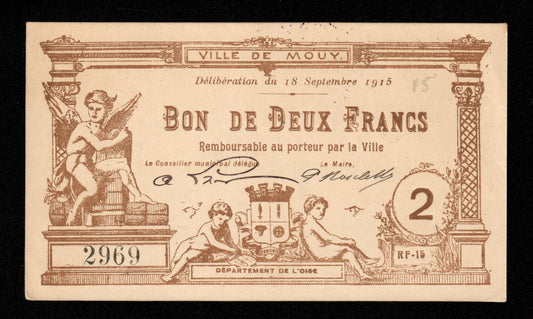 VILLE DE MOUY.
Délibération du 18 Septembre 1915
15
BON DE DEUX FRANCS
Remboursable au porteur par la Ville
Le Conseiller municipal délégué
Le Maire,
2
2969
RF-15
DÉPARTEMENT DE L'OISE